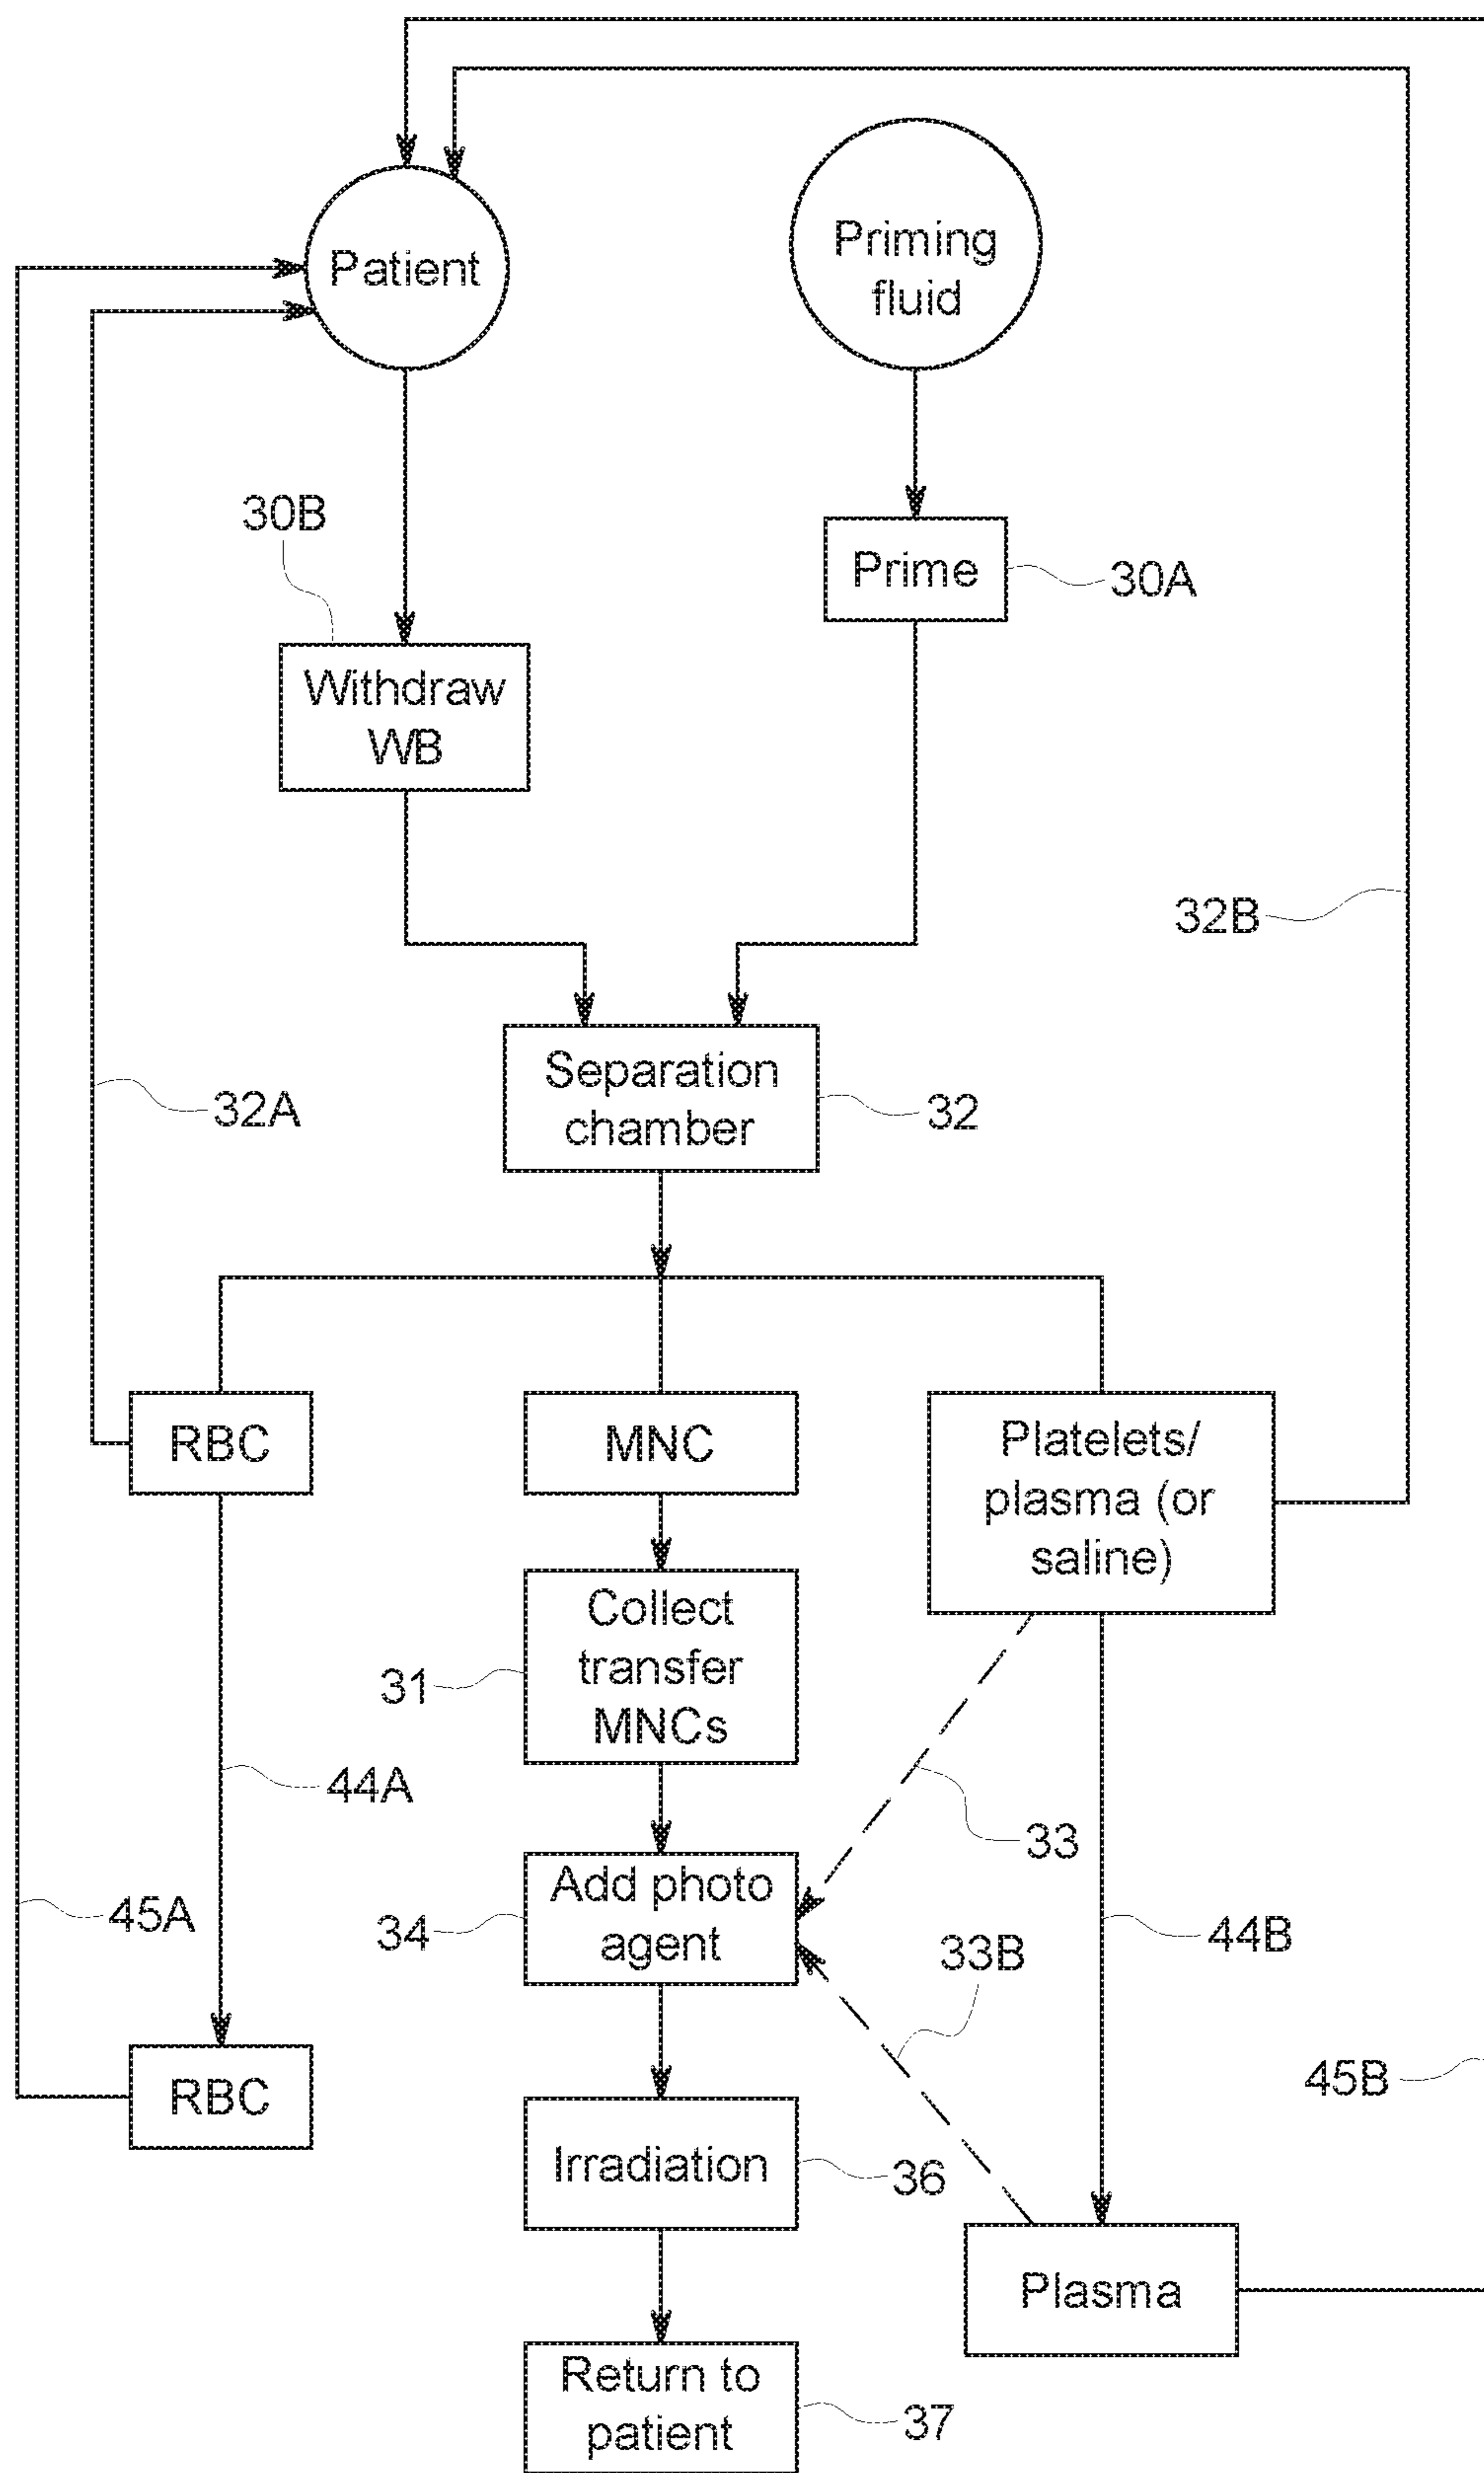 Patient
Priming
fluid
30B
Prime
30A
Withdraw
WB
32B
Separation
chamber
32
32A
RBC
MNC
Platelets/
plasma (or
saline)
Collect
transfer
MNCs
31
44A
33
Add photo
agent
34
45A
44B
33B
RBC
45B
Irradiation
36
Plasma
Return to
patient
37